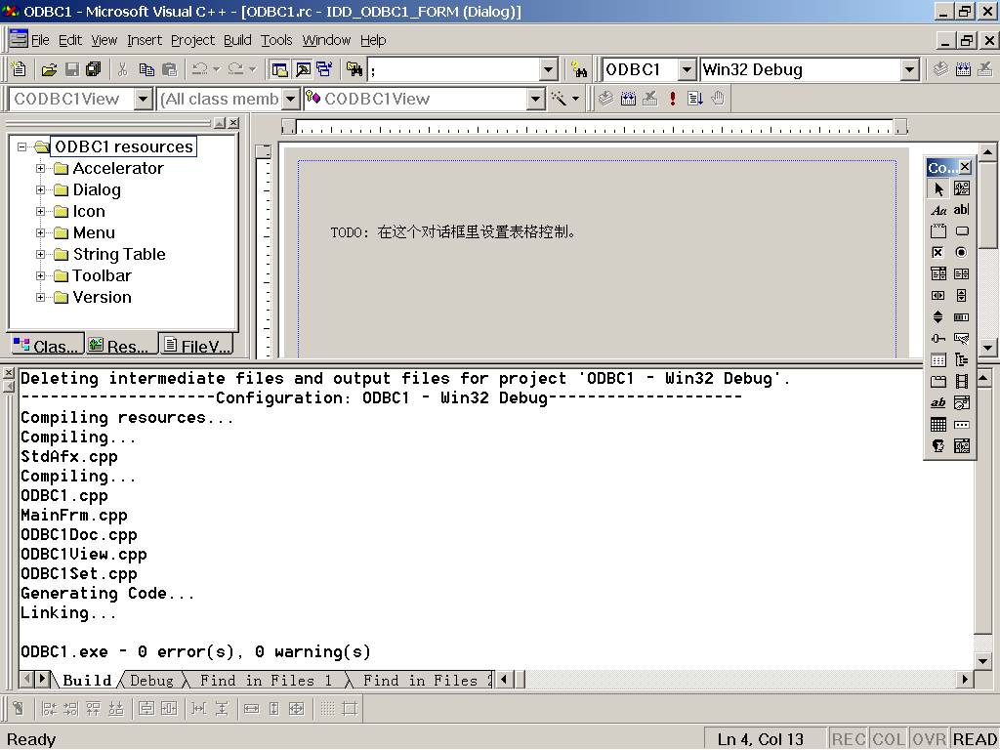 ODBC1 - Microsoft Visual C++ - [ODBC1.rc - IDD_ODBC1_FORM (Dialog)]
File Edit View Insert Project Build Tools Window Help
; ODBC1 Win32 Debug
CODBC1View (All class memb CODBC1View
ODBC1 resources
Accelerator
Dialog
Icon
Menu
String Table
Toolbar
Version
Clas... Res... FileV...
TODO: 在这个对话框里设置表格控制。
Co...
Aa ab|
XYZ
ab
Deleting intermediate files and output files for project 'ODBC1 - Win32 Debug'.
--------------------Configuration: ODBC1 - Win32 Debug--------------------
Compiling resources...
Compiling...
StdAfx.cpp
Compiling...
ODBC1.cpp
MainFrm.cpp
ODBC1Doc.cpp
ODBC1View.cpp
ODBC1Set.cpp
Generating Code...
Linking...
ODBC1.exe - 0 error(s), 0 warning(s)
Build Debug Find in Files 1 Find in Files 2
Ready Ln 4, Col 13 REC COL OVR READ